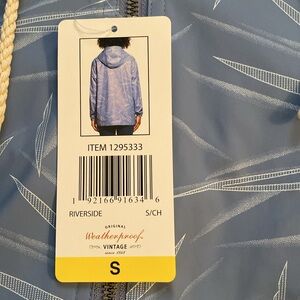 ITEM 1295333
1 92166 91634 6
RIVERSIDE S/CH
ORIGINAL
Weatherproof
VINTAGE
since 1948
S